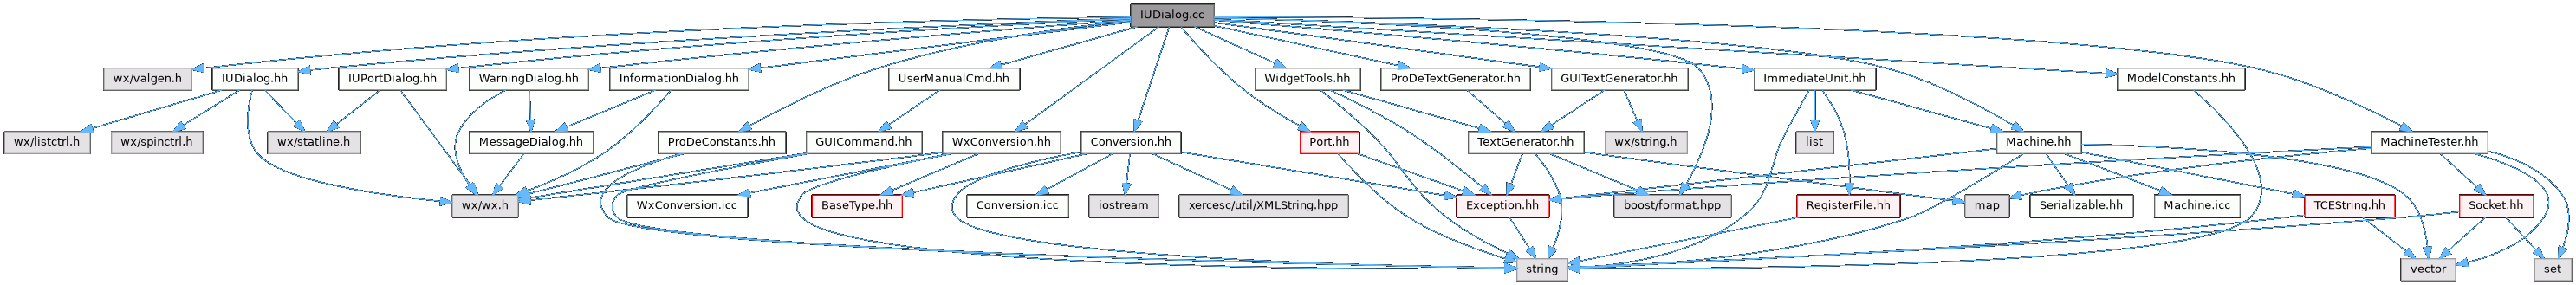 IUDialog.cc
wx/valgen.h
IUDialog.hh
IUPortDialog.hh
WarningDialog.hh
InformationDialog.hh
UserManualCmd.hh
WidgetTools.hh
ProDeTextGenerator.hh
GUITextGenerator.hh
ImmediateUnit.hh
ModelConstants.hh
wx/listctrl.h
wx/spinctrl.h
wx/statline.h
MessageDialog.hh
ProDeConstants.hh
GUICommand.hh
WxConversion.hh
Conversion.hh
Port.hh
TextGenerator.hh
wx/string.h
list
Machine.hh
MachineTester.hh
wx/wx.h
WxConversion.icc
BaseType.hh
Conversion.icc
iostream
xercesc/util/XMLString.hpp
Exception.hh
boost/format.hpp
RegisterFile.hh
map
Serializable.hh
Machine.icc
TCEString.hh
Socket.hh
string
vector
set